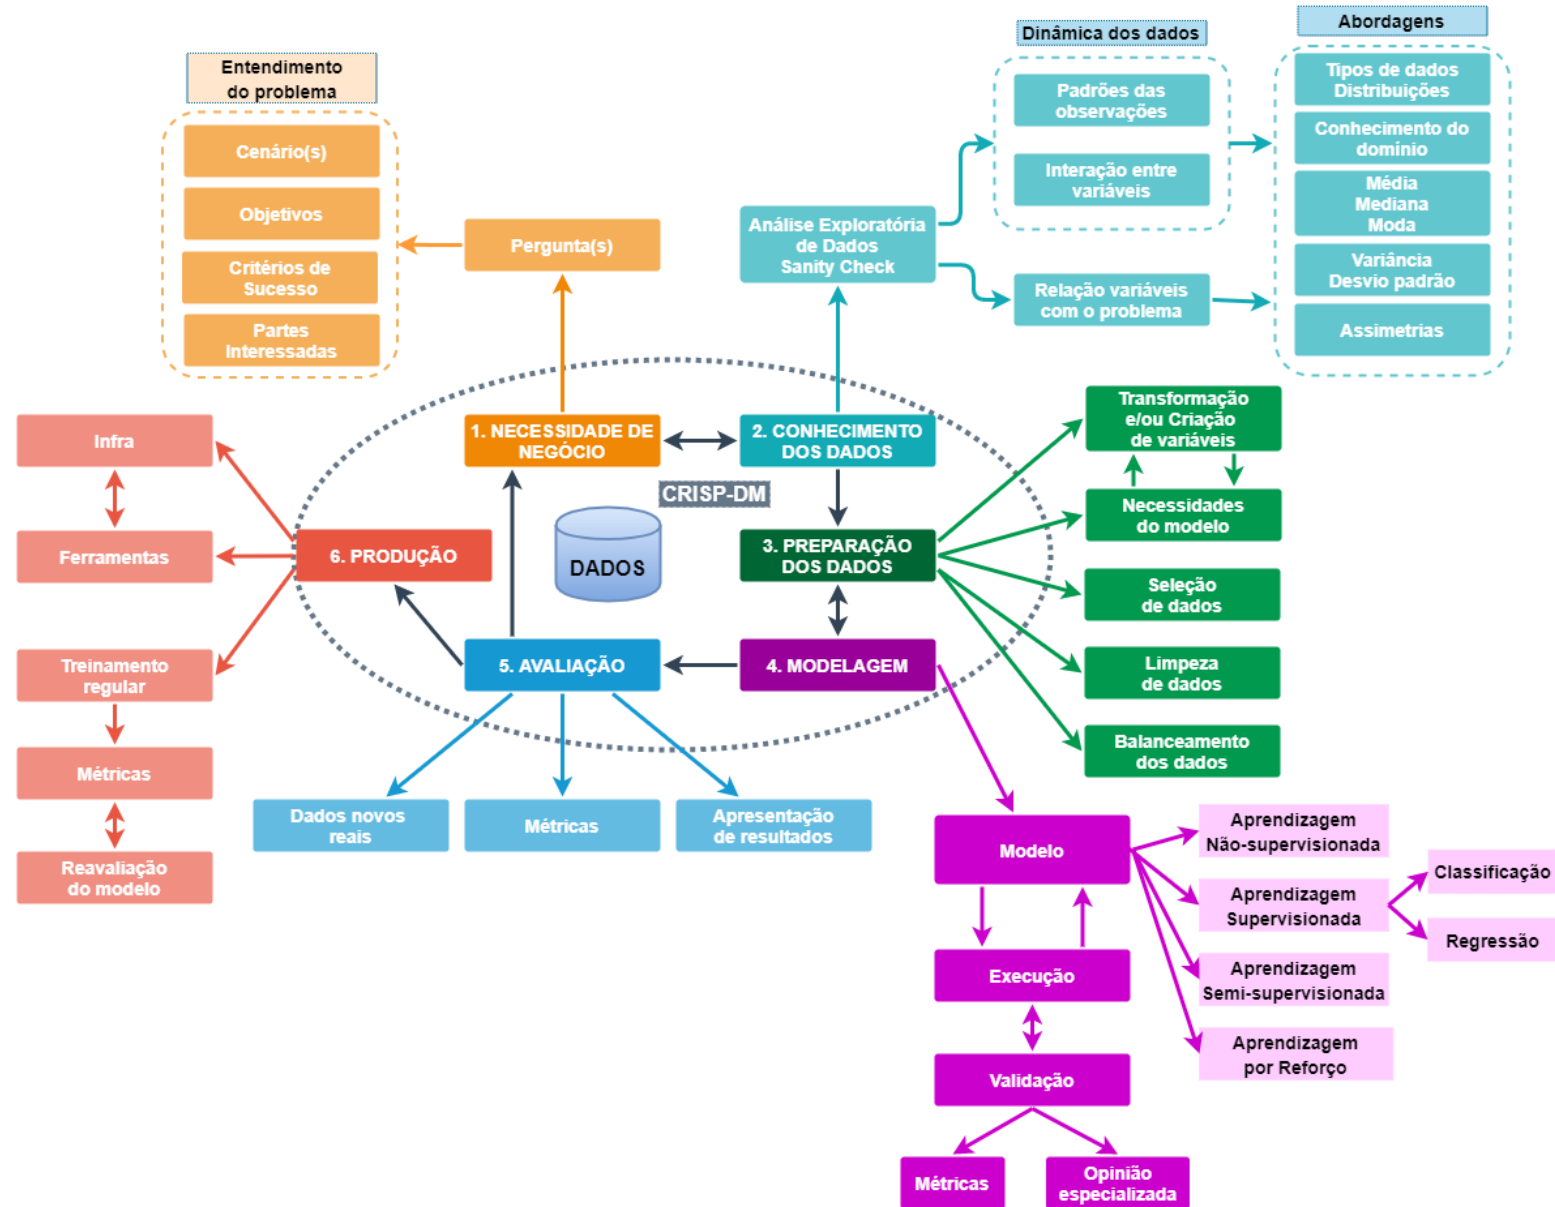 Entendimento
do problema
Cenário(s)
Objetivos
Critérios de
Sucesso
Partes
Interessadas
Pergunta(s)
Dinâmica dos dados
Padrões das
observações
Interação entre
variáveis
Abordagens
Tipos de dados
Distribuições
Conhecimento do
domínio
Média
Mediana
Moda
Variância
Desvio padrão
Assimetrias
Análise Exploratória
de Dados
Sanity Check
Relação variáveis
com o problema
1. NECESSIDADE DE
NEGÓCIO
2. CONHECIMENTO
DOS DADOS
CRISP-DM
DADOS
3. PREPARAÇÃO
DOS DADOS
4. MODELAGEM
5. AVALIAÇÃO
6. PRODUÇÃO
Transformação
e/ou Criação
de variáveis
Necessidades
do modelo
Seleção
de dados
Limpeza
de dados
Balanceamento
dos dados
Infra
Ferramentas
Treinamento
regular
Métricas
Reavaliação
do modelo
Dados novos
reais
Métricas
Apresentação
de resultados
Modelo
Execução
Validação
Métricas
Opinião
especializada
Aprendizagem
Não-supervisionada
Aprendizagem
Supervisionada
Aprendizagem
Semi-supervisionada
Aprendizagem
por Reforço
Classificação
Regressão